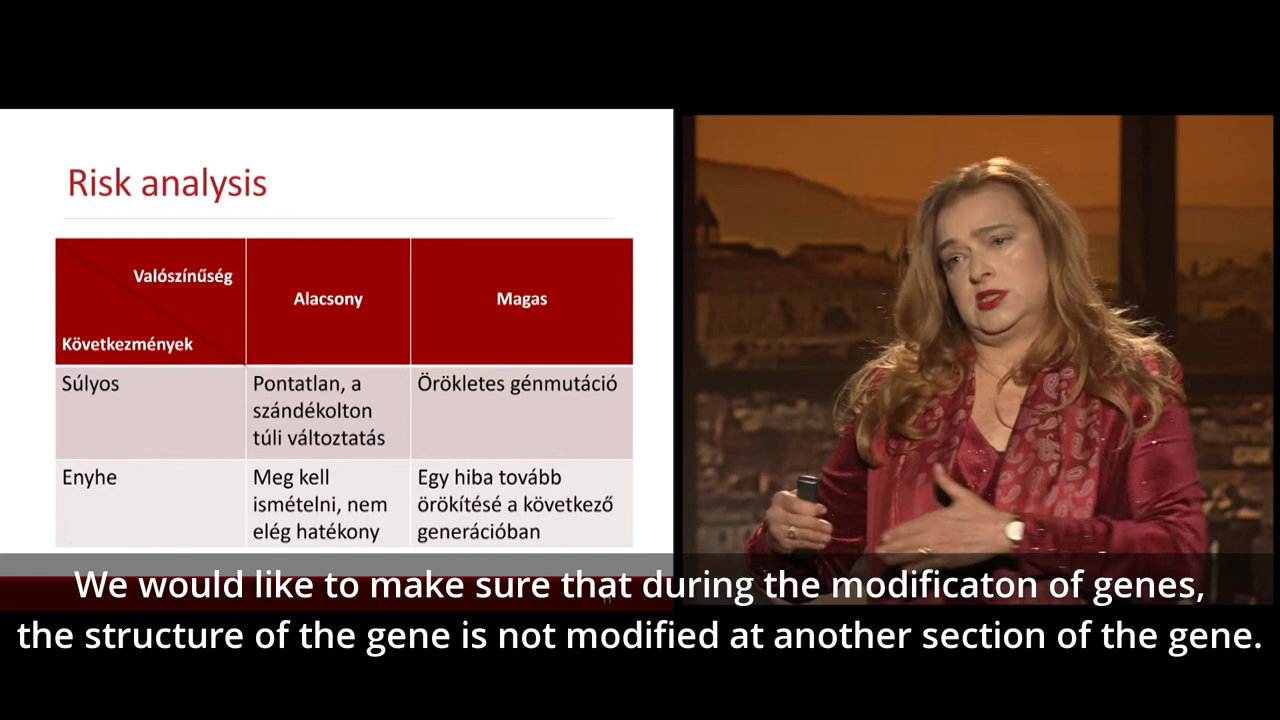 Risk analysis
Valószínűség
Következmények
Alacsony
Magas
Súlyos
Pontatlan, a
szándékolton
túli változtatás
Örökletes génmutáció
Enyhe
Meg kell
ismételni, nem
elég hatékony
Egy hiba tovább
örökítésé a következő
generációban
We would like to make sure that during the modificaton of genes,
the structure of the gene is not modified at another section of the gene.